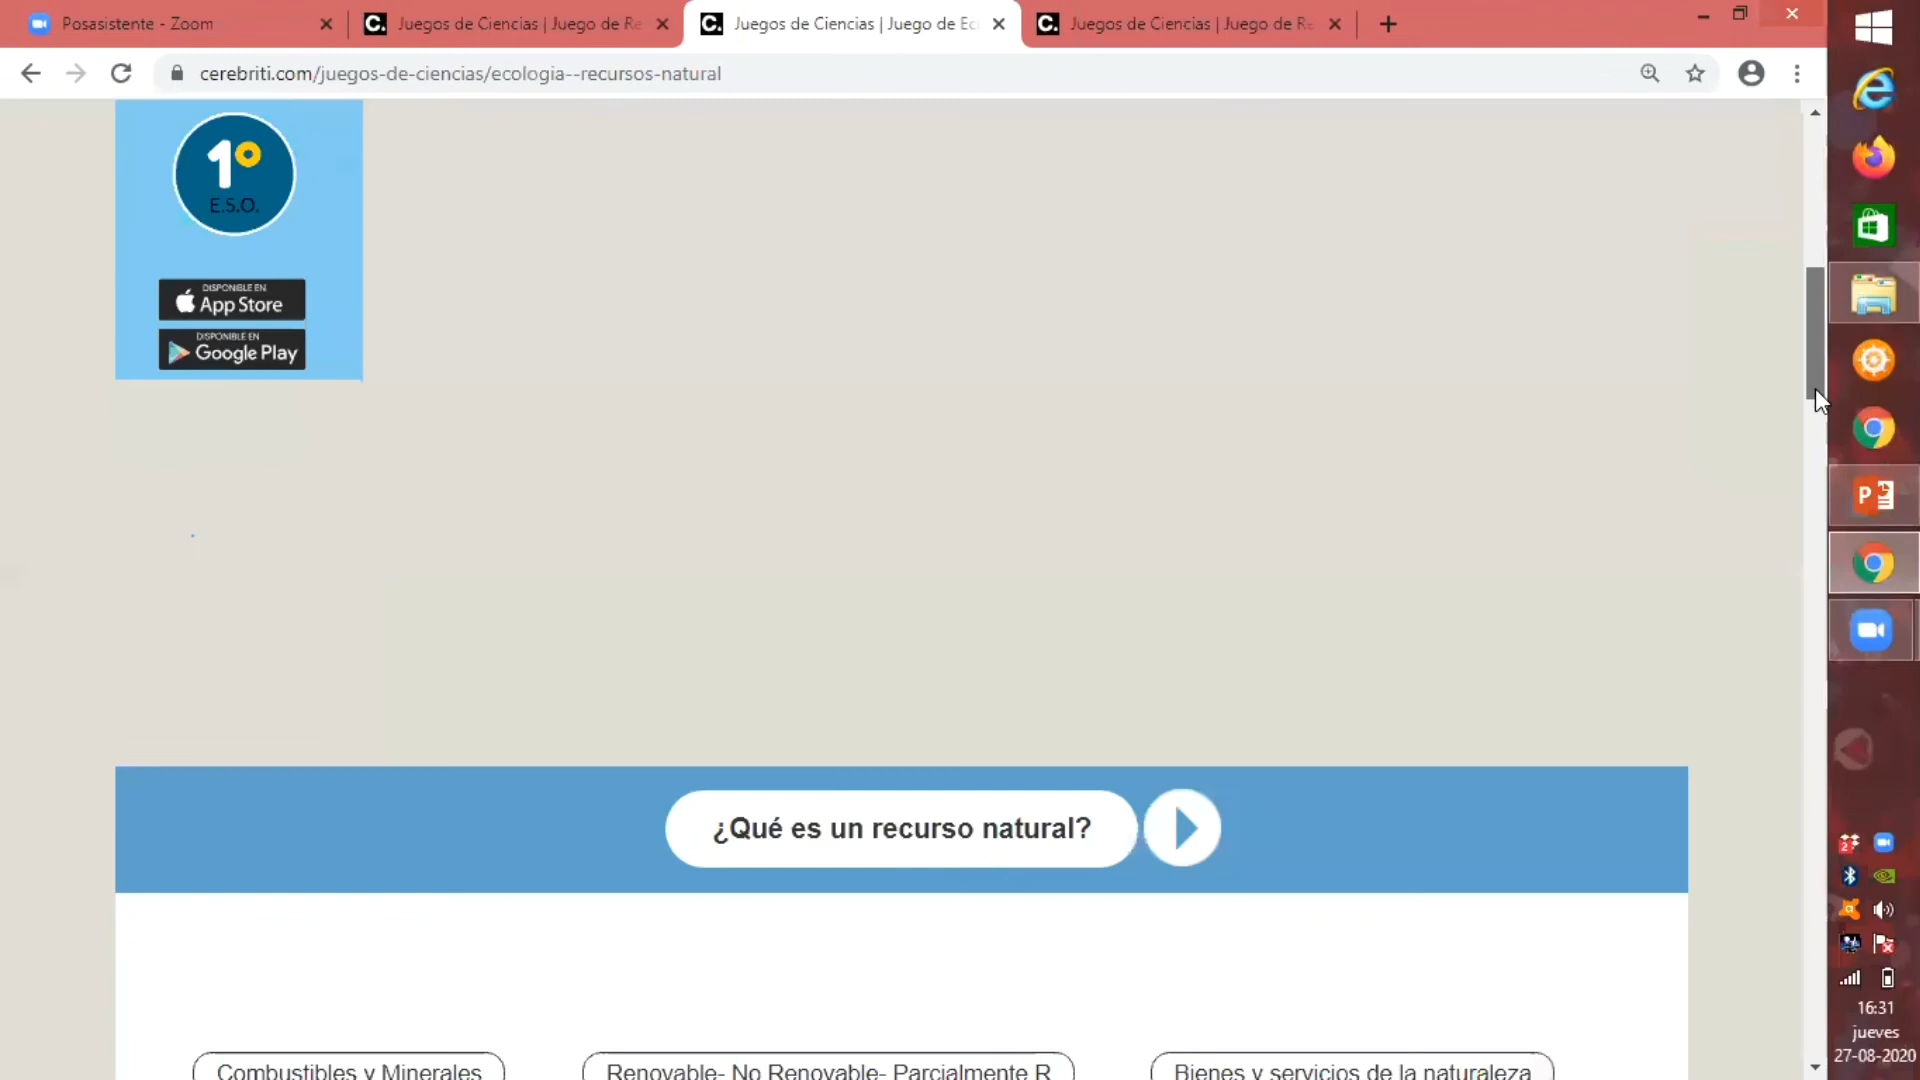 Posasistente - Zoom
C. Juegos de Ciencias | Juego de Re
C. Juegos de Ciencias | Juego de Ec
C. Juegos de Ciencias | Juego de Re
cerebriti.com/juegos-de-ciencias/ecologia--recursos-natural
1º
E.S.O.
DISPONIBLE EN
App Store
DISPONIBLE EN
Google Play
¿Qué es un recurso natural?
Combustibles y Minerales
Renovable- No Renovable- Parcialmente R
Bienes y servicios de la naturaleza
16:31
jueves
27-08-2020